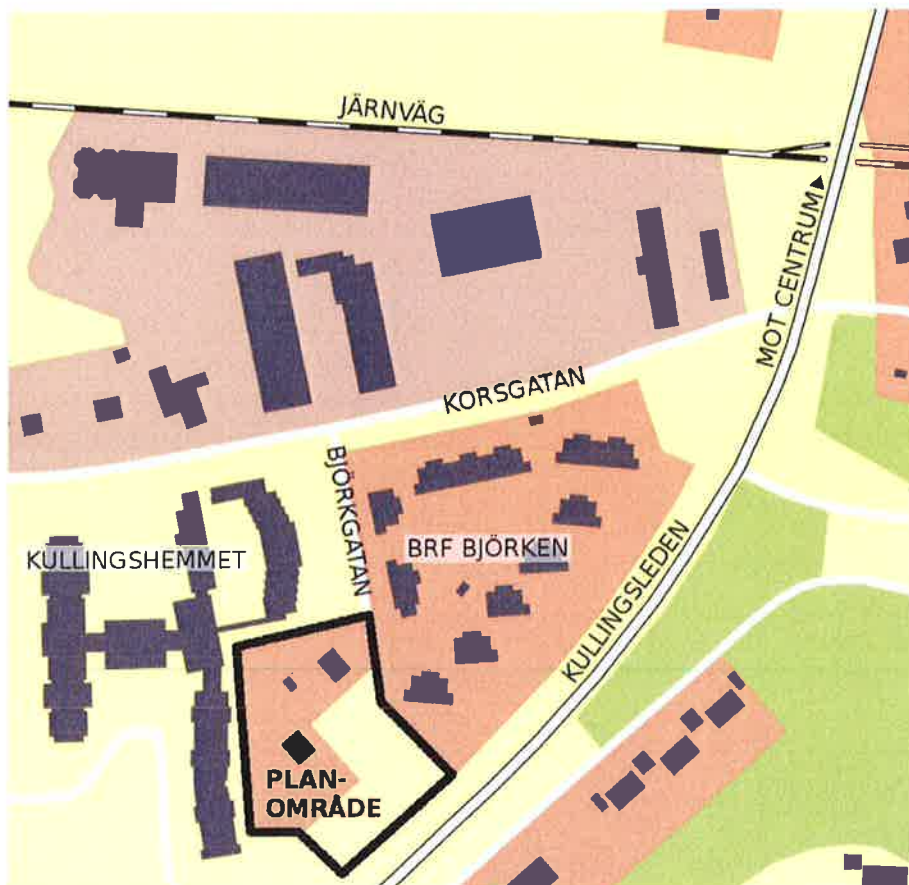 JÄRNVÄG
MOT CENTRUM
KORSGATAN
BJÖRKGATAN
KULLINGSHEMMET
BRF BJÖRKEN
KULLINGSLEDEN
PLAN-
OMRÅDE